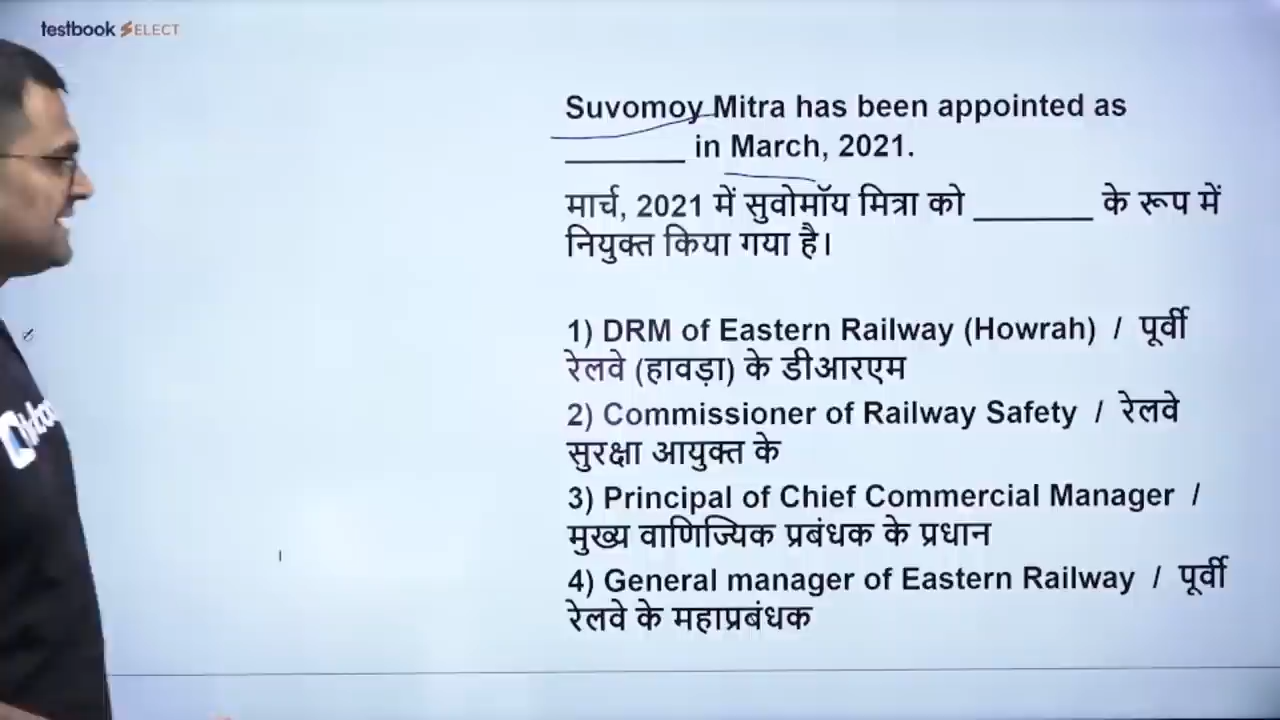 testbook SELECT
Suvomoy Mitra has been appointed as
_______ in March, 2021.
मार्च, 2021 में सुवोमॉय मित्रा को _______ के रूप में
नियुक्त किया गया है।
1) DRM of Eastern Railway (Howrah) / पूर्वी
रेलवे (हावड़ा) के डीआरएम
2) Commissioner of Railway Safety / रेलवे
सुरक्षा आयुक्त के
3) Principal of Chief Commercial Manager /
मुख्य वाणिज्यिक प्रबंधक के प्रधान
4) General manager of Eastern Railway / पूर्वी
रेलवे के महाप्रबंधक